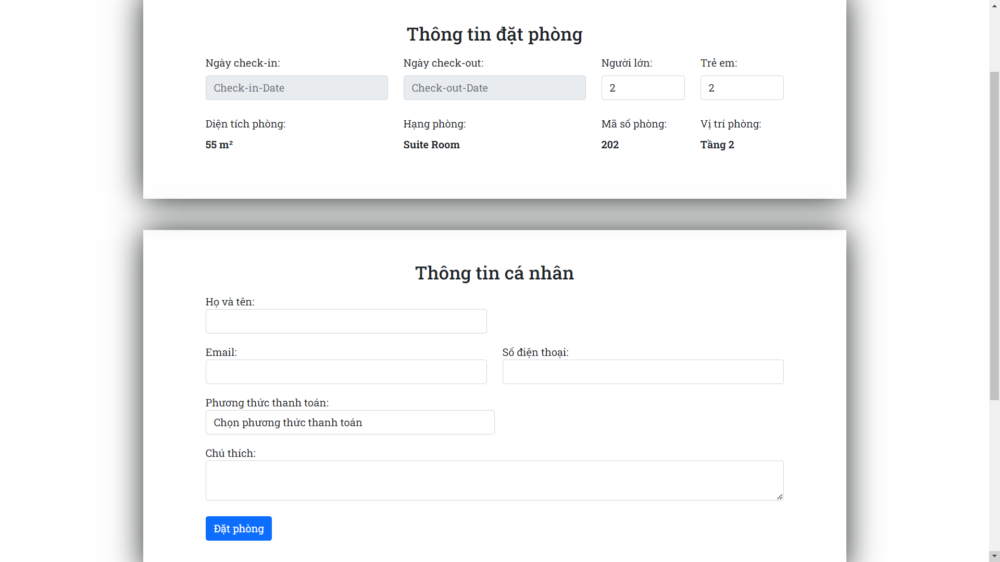 Thông tin đặt phòng
Ngày check-in: Ngày check-out: Người lớn: Trẻ em:
Check-in-Date Check-out-Date 2 2
Diện tích phòng: Hạng phòng: Mã số phòng: Vị trí phòng:
55 m² Suite Room 202 Tầng 2
Thông tin cá nhân
Họ và tên:
Email: Số điện thoại:
Phương thức thanh toán:
Chọn phương thức thanh toán
Chú thích:
Đặt phòng